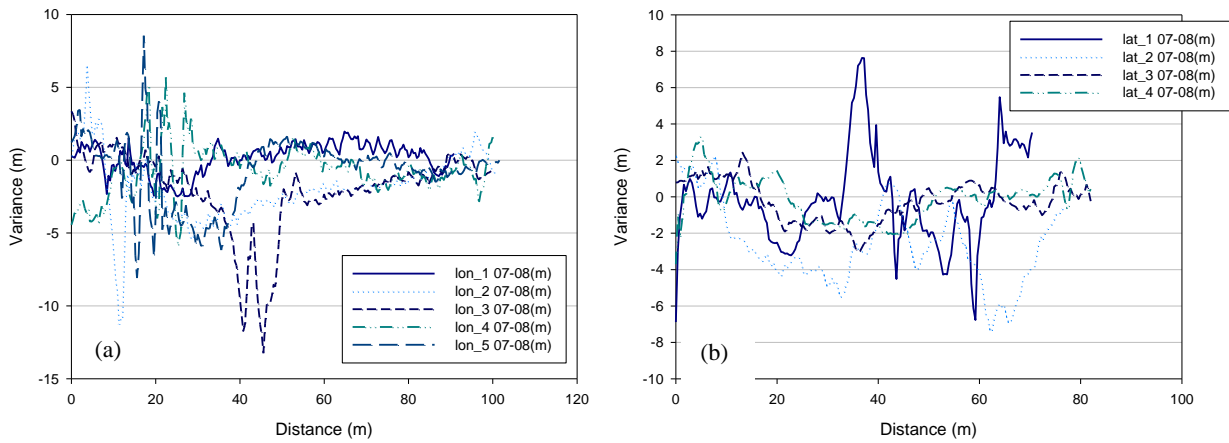 10
5
0
-5
-10
-15
Variance (m)
lon_1 07-08(m)
lon_2 07-08(m)
lon_3 07-08(m)
lon_4 07-08(m)
lon_5 07-08(m)
(a)
0 20 40 60 80 100 120
Distance (m)
10
8
6
4
2
0
-2
-4
-6
-8
-10
Variance (m)
lat_1 07-08(m)
lat_2 07-08(m)
lat_3 07-08(m)
lat_4 07-08(m)
(b)
0 20 40 60 80 100
Distance (m)